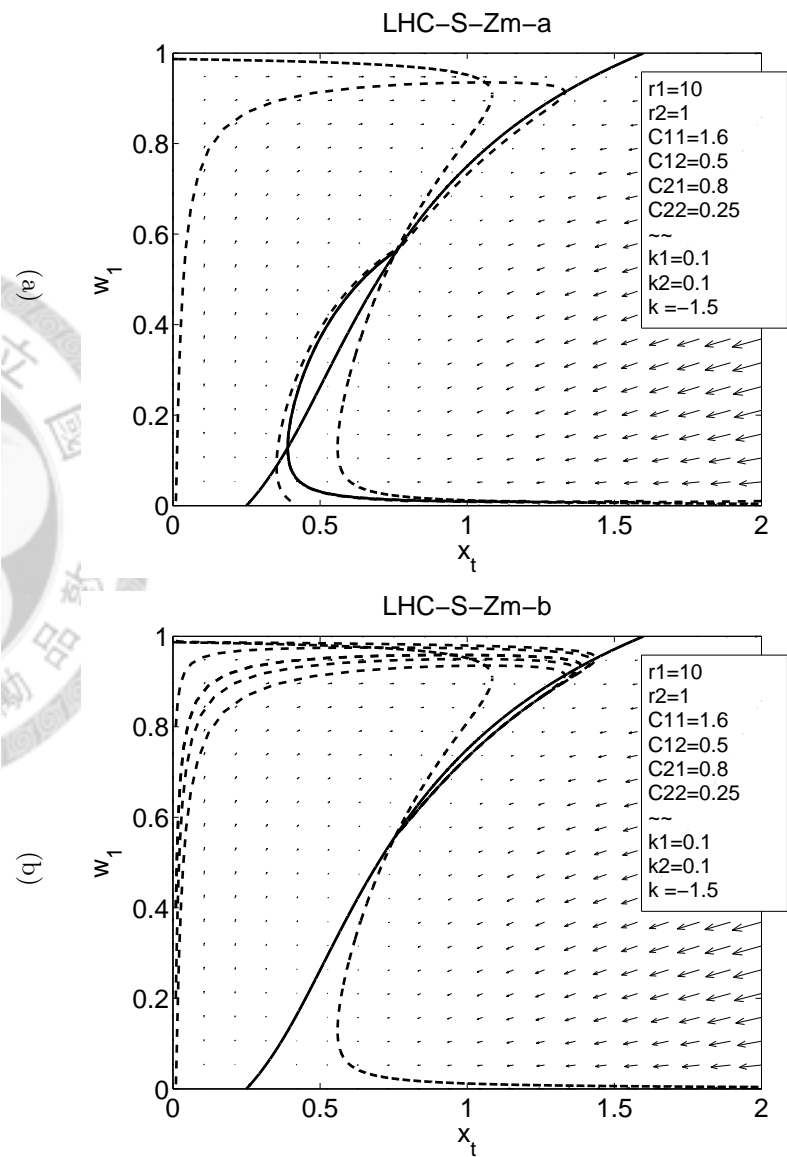 LHC−S−Zm−a
1
0.8
0.6
0.4
0.2
0
w1
0 0.5 1 1.5 2
xt
r1=10
r2=1
C11=1.6
C12=0.5
C21=0.8
C22=0.25
~~
k1=0.1
k2=0.1
k =−1.5
(a)
LHC−S−Zm−b
1
0.8
0.6
0.4
0.2
0
w1
0 0.5 1 1.5 2
xt
r1=10
r2=1
C11=1.6
C12=0.5
C21=0.8
C22=0.25
~~
k1=0.1
k2=0.1
k =−1.5
(b)
立 國